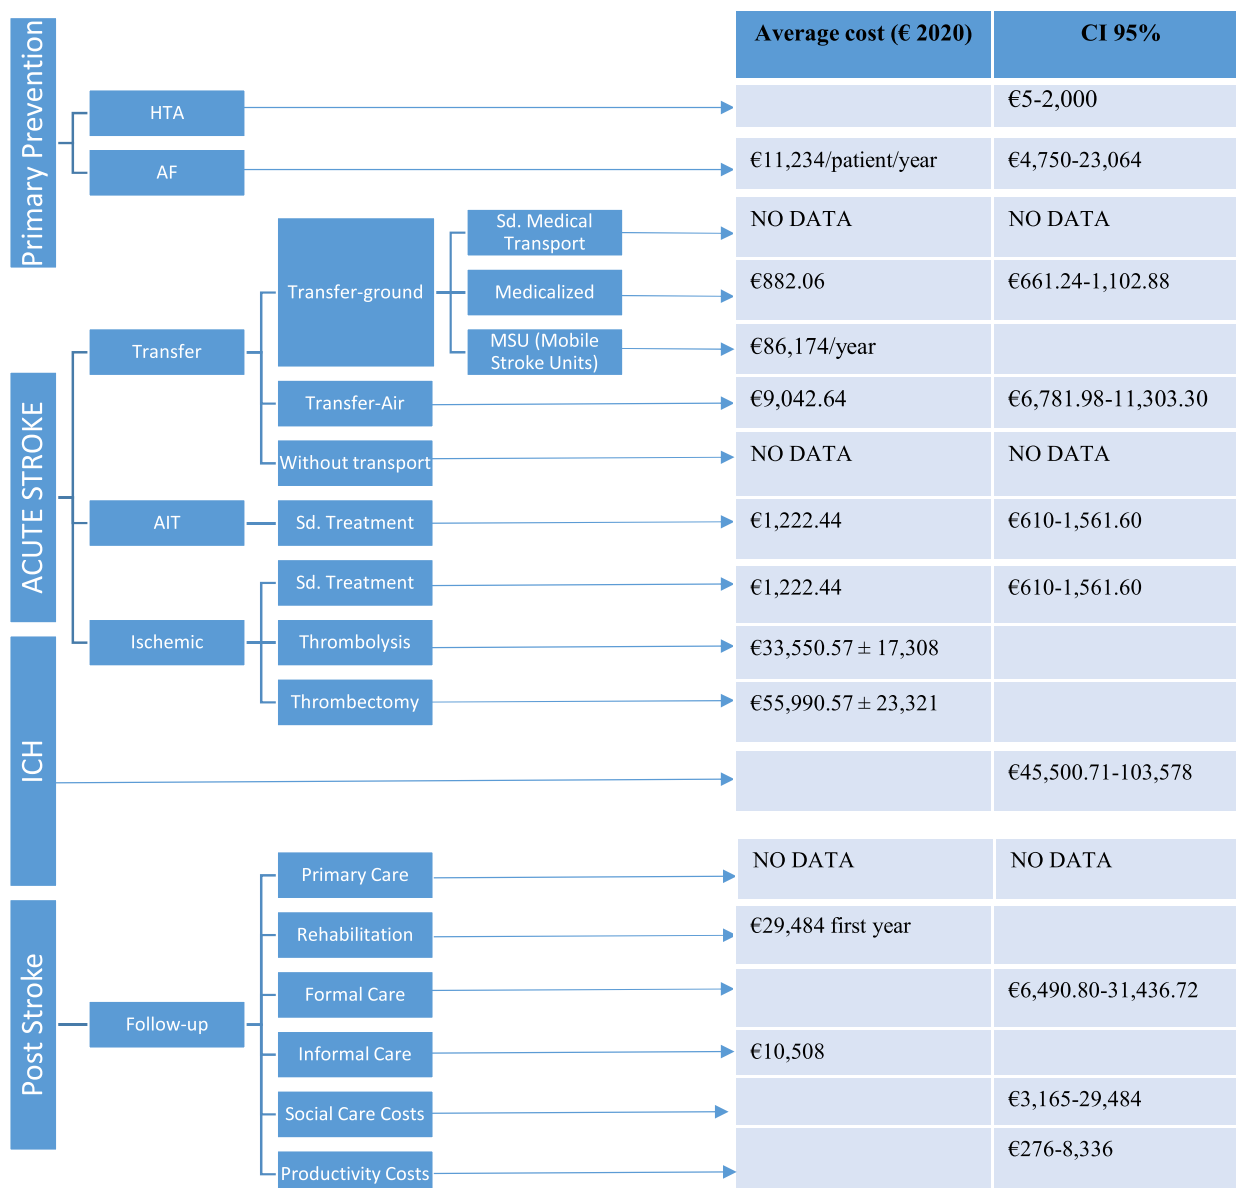 Average cost (€ 2020) CI 95%
Primary Prevention
HTA €5-2,000
AF €11,234/patient/year €4,750-23,064
ACUTE STROKE
Transfer
Transfer-ground
Sd. Medical
Transport
NO DATA NO DATA
Medicalized €882.06 €661.24-1,102.88
MSU (Mobile
Stroke Units)
€86,174/year
Transfer-Air €9,042.64 €6,781.98-11,303.30
Without transport NO DATA NO DATA
AIT Sd. Treatment €1,222.44 €610-1,561.60
Ischemic
Sd. Treatment €1,222.44 €610-1,561.60
Thrombolysis €33,550.57 ± 17,308
Thrombectomy €55,990.57 ± 23,321
ICH €45,500.71-103,578
Post Stroke
Follow-up
Primary Care NO DATA NO DATA
Rehabilitation €29,484 first year
Formal Care €6,490.80-31,436.72
Informal Care €10,508
Social Care Costs €3,165-29,484
Productivity Costs €276-8,336